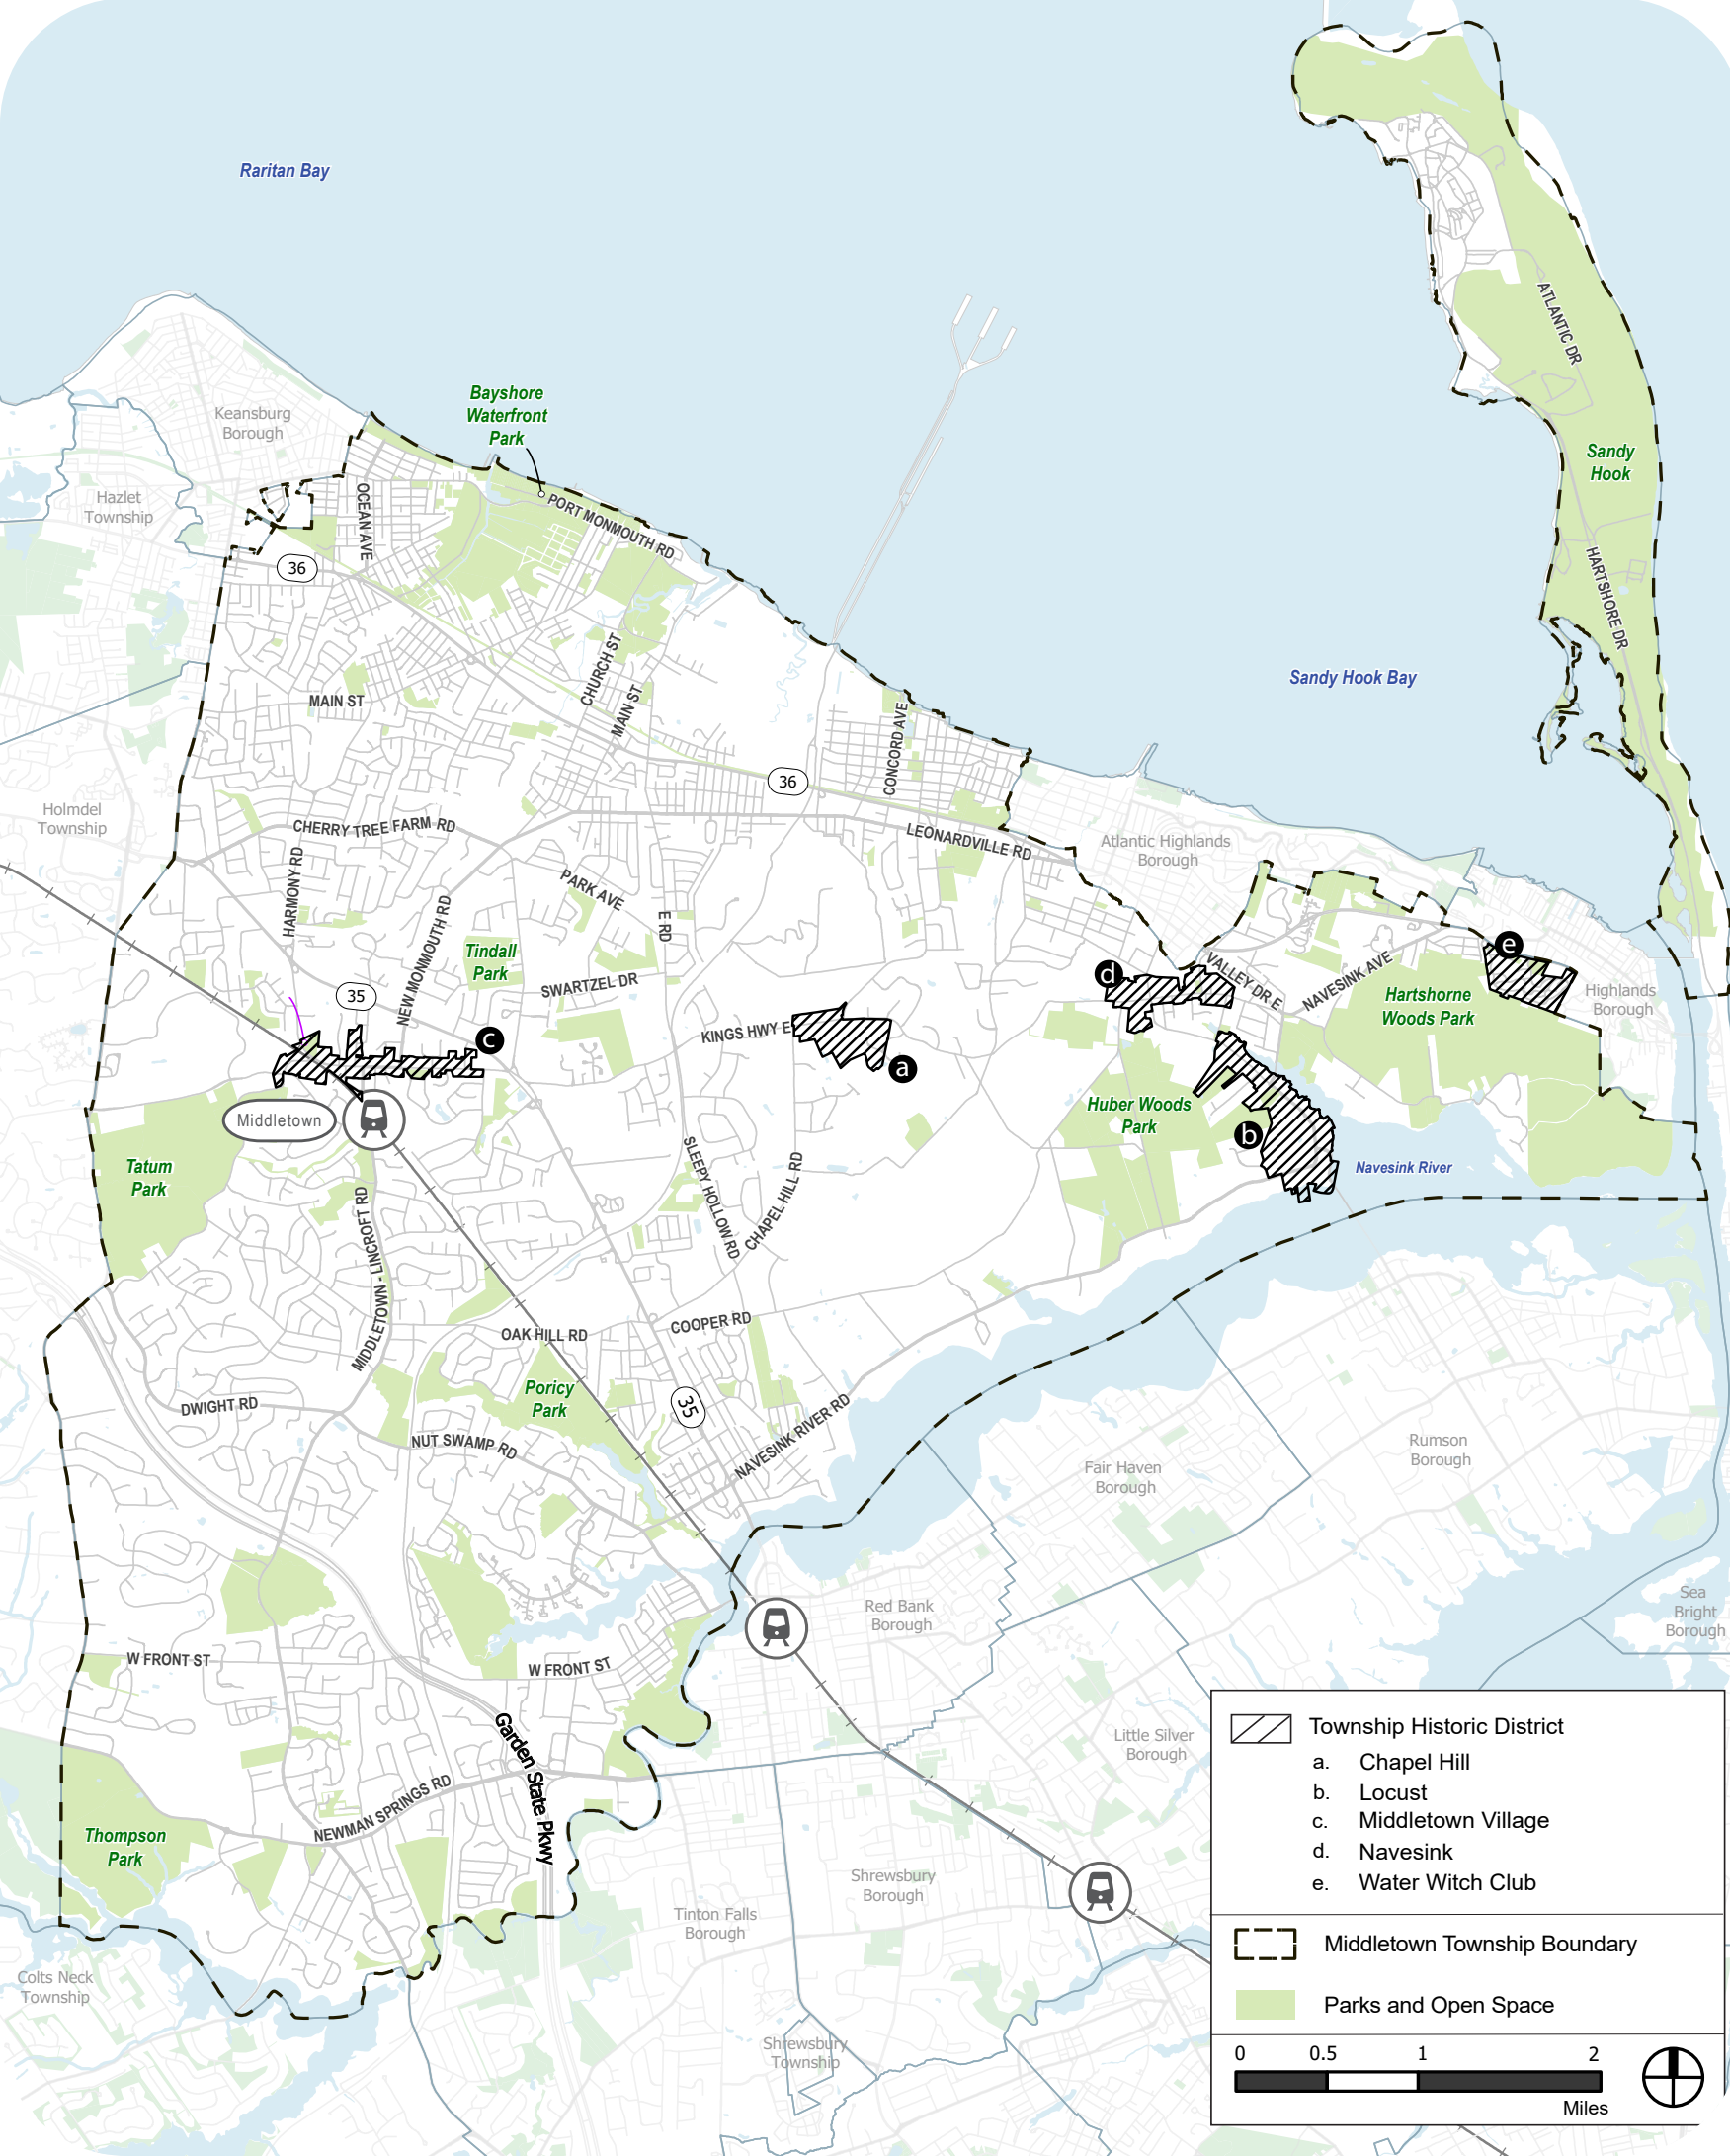 Raritan Bay
ATLANTIC DR
Bayshore
Waterfront
Park
Keansburg
Borough
Sandy
Hook
Hazlet
Township
OCEAN AVE
PORT MONMOUTH RD
36
HARTSHORE DR
CHURCH ST
MAIN ST
MAIN ST
Sandy Hook Bay
CONCORD AVE
36
Holmdel
Township
CHERRY TREE FARM RD
LEONARDVILLE RD
Atlantic Highlands
Borough
HARMONY RD
PARK AVE
E RD
NEW MONMOUTH RD
Tindall
Park
SWARTZEL DR
35
d
VALLEY DR E
NAVESINK AVE
e
Hartshorne
Woods Park
Highlands
Borough
c
KINGS HWY E
a
Middletown
Huber Woods
Park
b
Navesink River
Tatum
Park
SLEEPY HOLLOW RD
CHAPEL HILL RD
MIDDLETOWN - LINCROFT RD
OAK HILL RD
COOPER RD
Poricy
Park
35
DWIGHT RD
NUT SWAMP RD
NAVESINK RIVER RD
Fair Haven
Borough
Rumson
Borough
Red Bank
Borough
Sea
Bright
Borough
W FRONT ST
W FRONT ST
Garden State Pkwy
Little Silver
Borough
NEWMAN SPRINGS RD
Thompson
Park
Shrewsbury
Borough
Tinton Falls
Borough
Colts Neck
Township
Shrewsbury
Township
Township Historic District
a. Chapel Hill
b. Locust
c. Middletown Village
d. Navesink
e. Water Witch Club
Middletown Township Boundary
Parks and Open Space
0 0.5 1 2
Miles